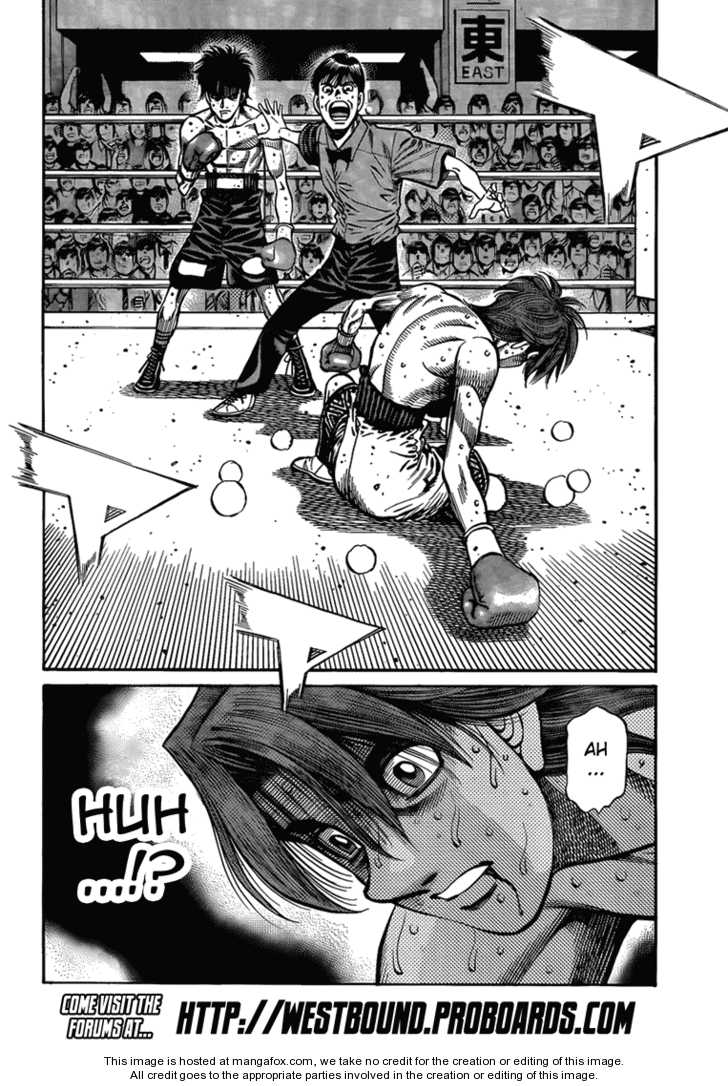 東
EAST
AH
...
HUH
...!?
COME VISIT THE
FORUMS AT...
HTTP://WESTBOUND.PROBOARDS.COM
This image is hosted at mangafox.com, we take no credit for the creation or editing of this image.
All credit goes to the appropriate parties involved in the creation or editing of this image.